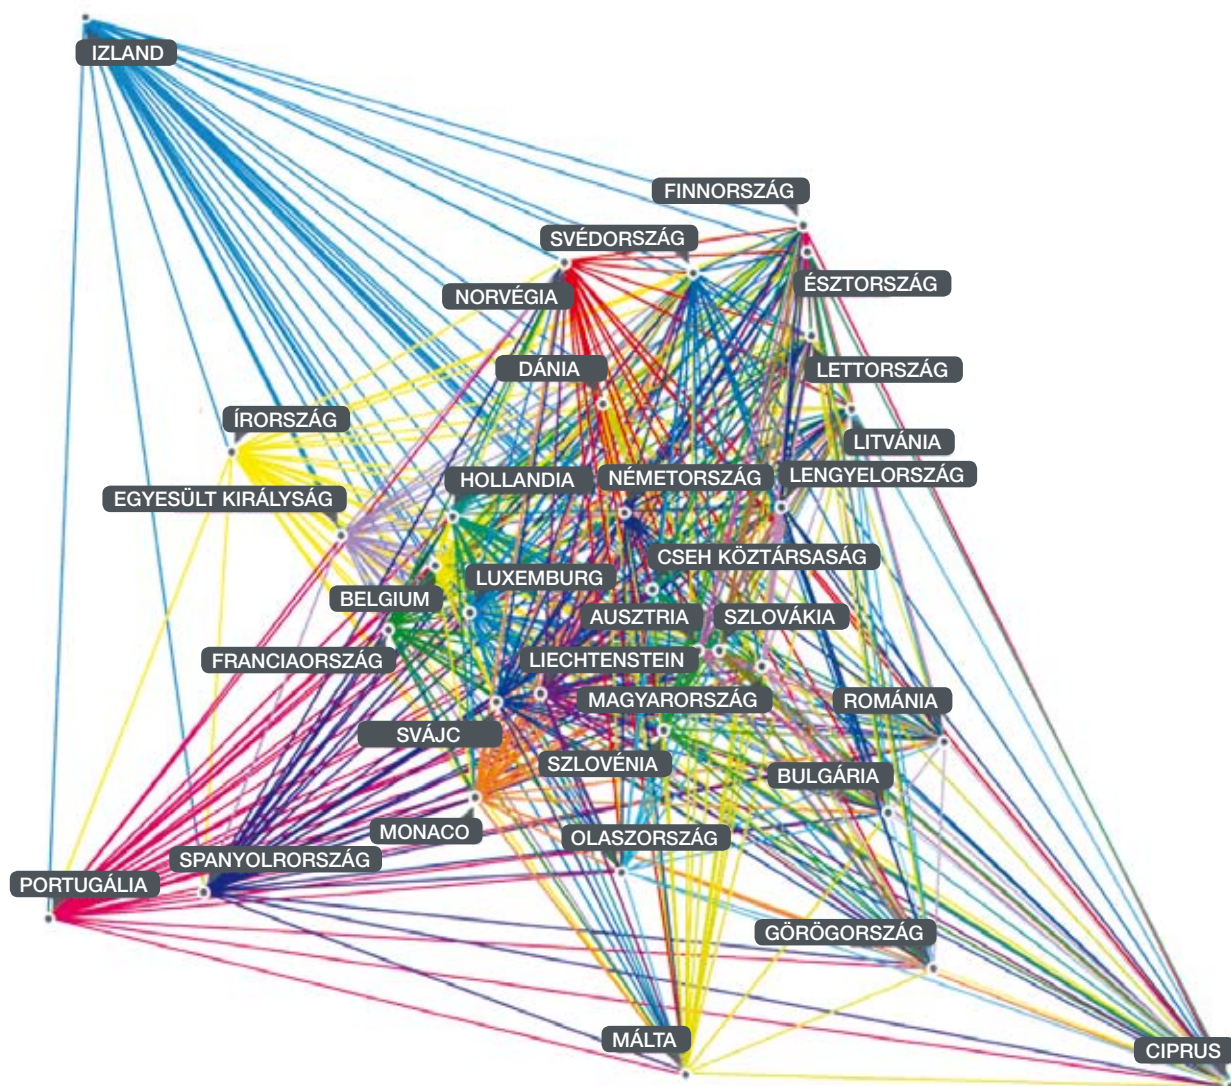 IZLAND
FINNORSZÁG
SVÉDORSZÁG
ÉSZTORSZÁG
NORVÉGIA
DÁNIA
LETTORSZÁG
ÍRORSZÁG
LITVÁNIA
HOLLANDIA
NÉMETORSZÁG
LENGYELORSZÁG
EGYESÜLT KIRÁLYSÁG
CSEH KÖZTÁRSASÁG
LUXEMBURG
BELGIUM
AUSZTRIA
SZLOVÁKIA
FRANCIAORSZÁG
LIECHTENSTEIN
MAGYARORSZÁG
ROMÁNIA
SVÁJC
SZLOVÉNIA
BULGÁRIA
MONACO
OLASZORSZÁG
SPANYOLRORSZÁG
PORTUGÁLIA
GÖRÖGORSZÁG
MÁLTA
CIPRUS